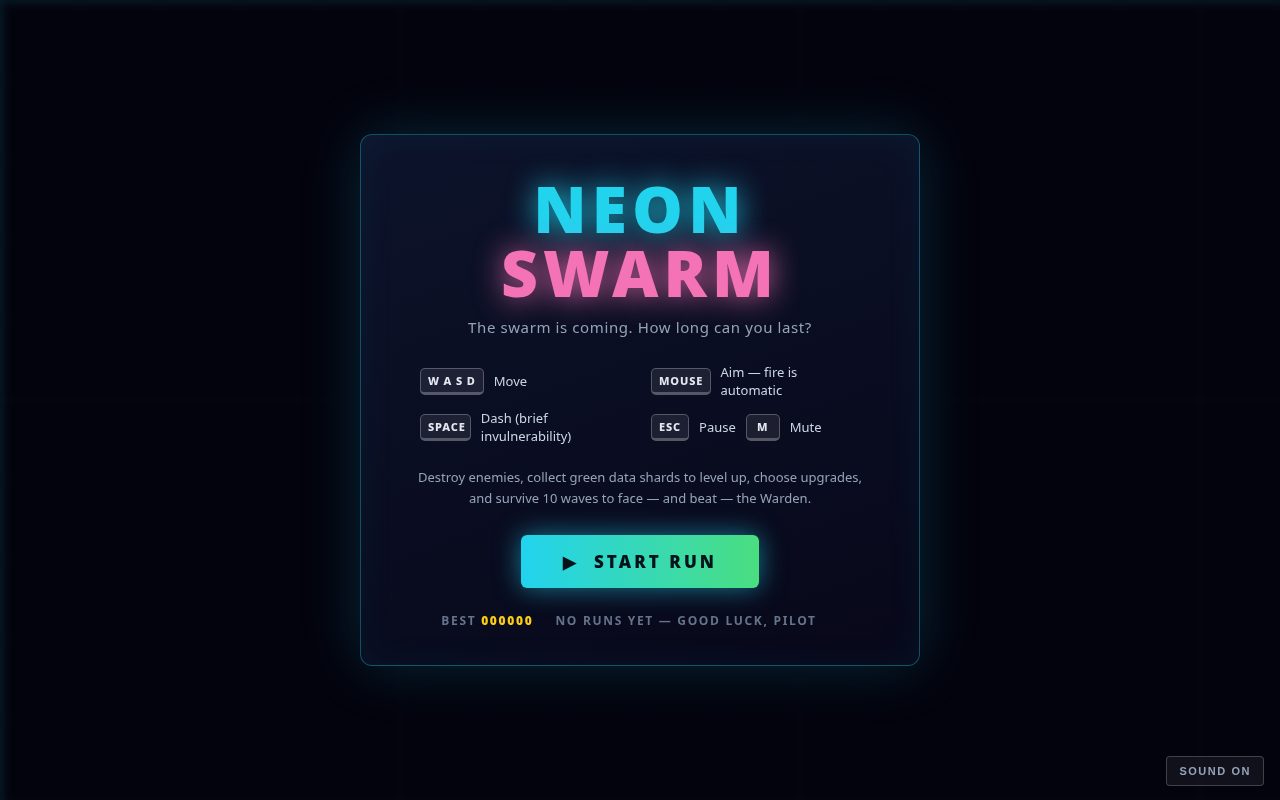 NEON
SWARM
The swarm is coming. How long can you last?
W A S D Move
MOUSE Aim — fire is automatic
SPACE Dash (brief invulnerability)
ESC Pause M Mute
Destroy enemies, collect green data shards to level up, choose upgrades,
and survive 10 waves to face — and beat — the Warden.
▶ START RUN
BEST 000000 NO RUNS YET — GOOD LUCK, PILOT
SOUND ON